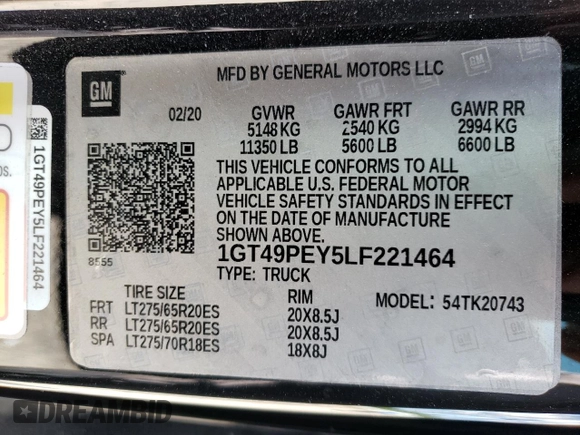 GM
MFD BY GENERAL MOTORS LLC
02/20 GVWR GAWR FRT GAWR RR
5148 KG 2540 KG 2994 KG
11350 LB 5600 LB 6600 LB
THIS VEHICLE CONFORMS TO ALL
APPLICABLE U.S. FEDERAL MOTOR
VEHICLE SAFETY STANDARDS IN EFFECT
ON THE DATE OF MANUFACTURE
SHOWN ABOVE.
8555
1GT49PEY5LF221464
TYPE: TRUCK
TIRE SIZE RIM MODEL: 54TK20743
FRT LT275/65R20ES 20X8.5J
RR LT275/65R20ES 20X8.5J
SPA LT275/70R18ES 18X8J
1GT49PEY5LF221464
DREAMBID